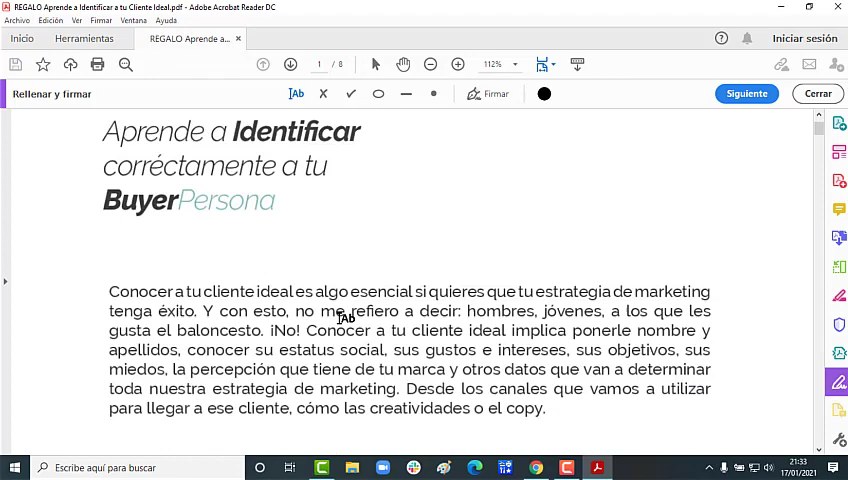 REGALO Aprende a Identificar a tu Cliente Ideal.pdf - Adobe Acrobat Reader DC
Archivo Edición Ver Firmar Ventana Ayuda
Inicio Herramientas REGALO Aprende a... × Iniciar sesión
1 / 8 112%
Rellenar y firmar Ab Firmar Siguiente Cerrar
Aprende a Identificar
corréctamente a tu
BuyerPersona
Conocer a tu cliente ideal es algo esencial si quieres que tu estrategia de marketing
tenga éxito. Y con esto, no me refiero a decir: hombres, jóvenes, a los que les
gusta el baloncesto. ¡No! Conocer a tu cliente ideal implica ponerle nombre y
apellidos, conocer su estatus social, sus gustos e intereses, sus objetivos, sus
miedos, la percepción que tiene de tu marca y otros datos que van a determinar
toda nuestra estrategia de marketing. Desde los canales que vamos a utilizar
para llegar a ese cliente, cómo las creatividades o el copy.
Ab
Escribe aquí para buscar
21:33
17/01/2021